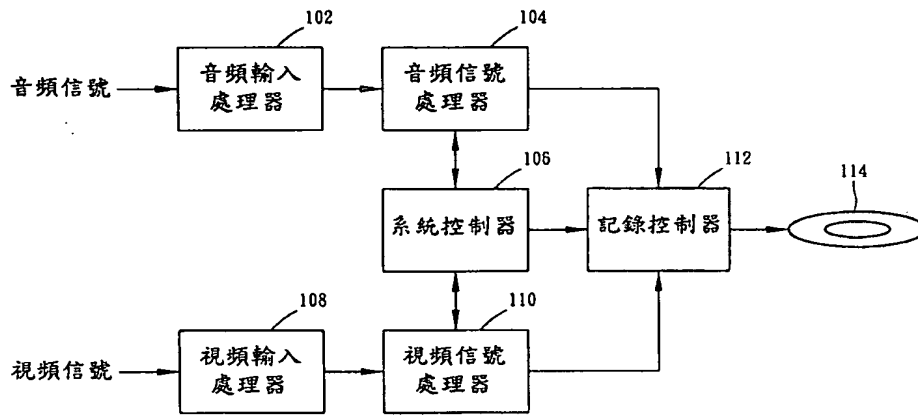 102
104
音頻信號
音頻輸入
處理器
音頻信號
處理器
106
112
114
系統控制器
記錄控制器
108
110
視頻信號
視頻輸入
處理器
視頻信號
處理器